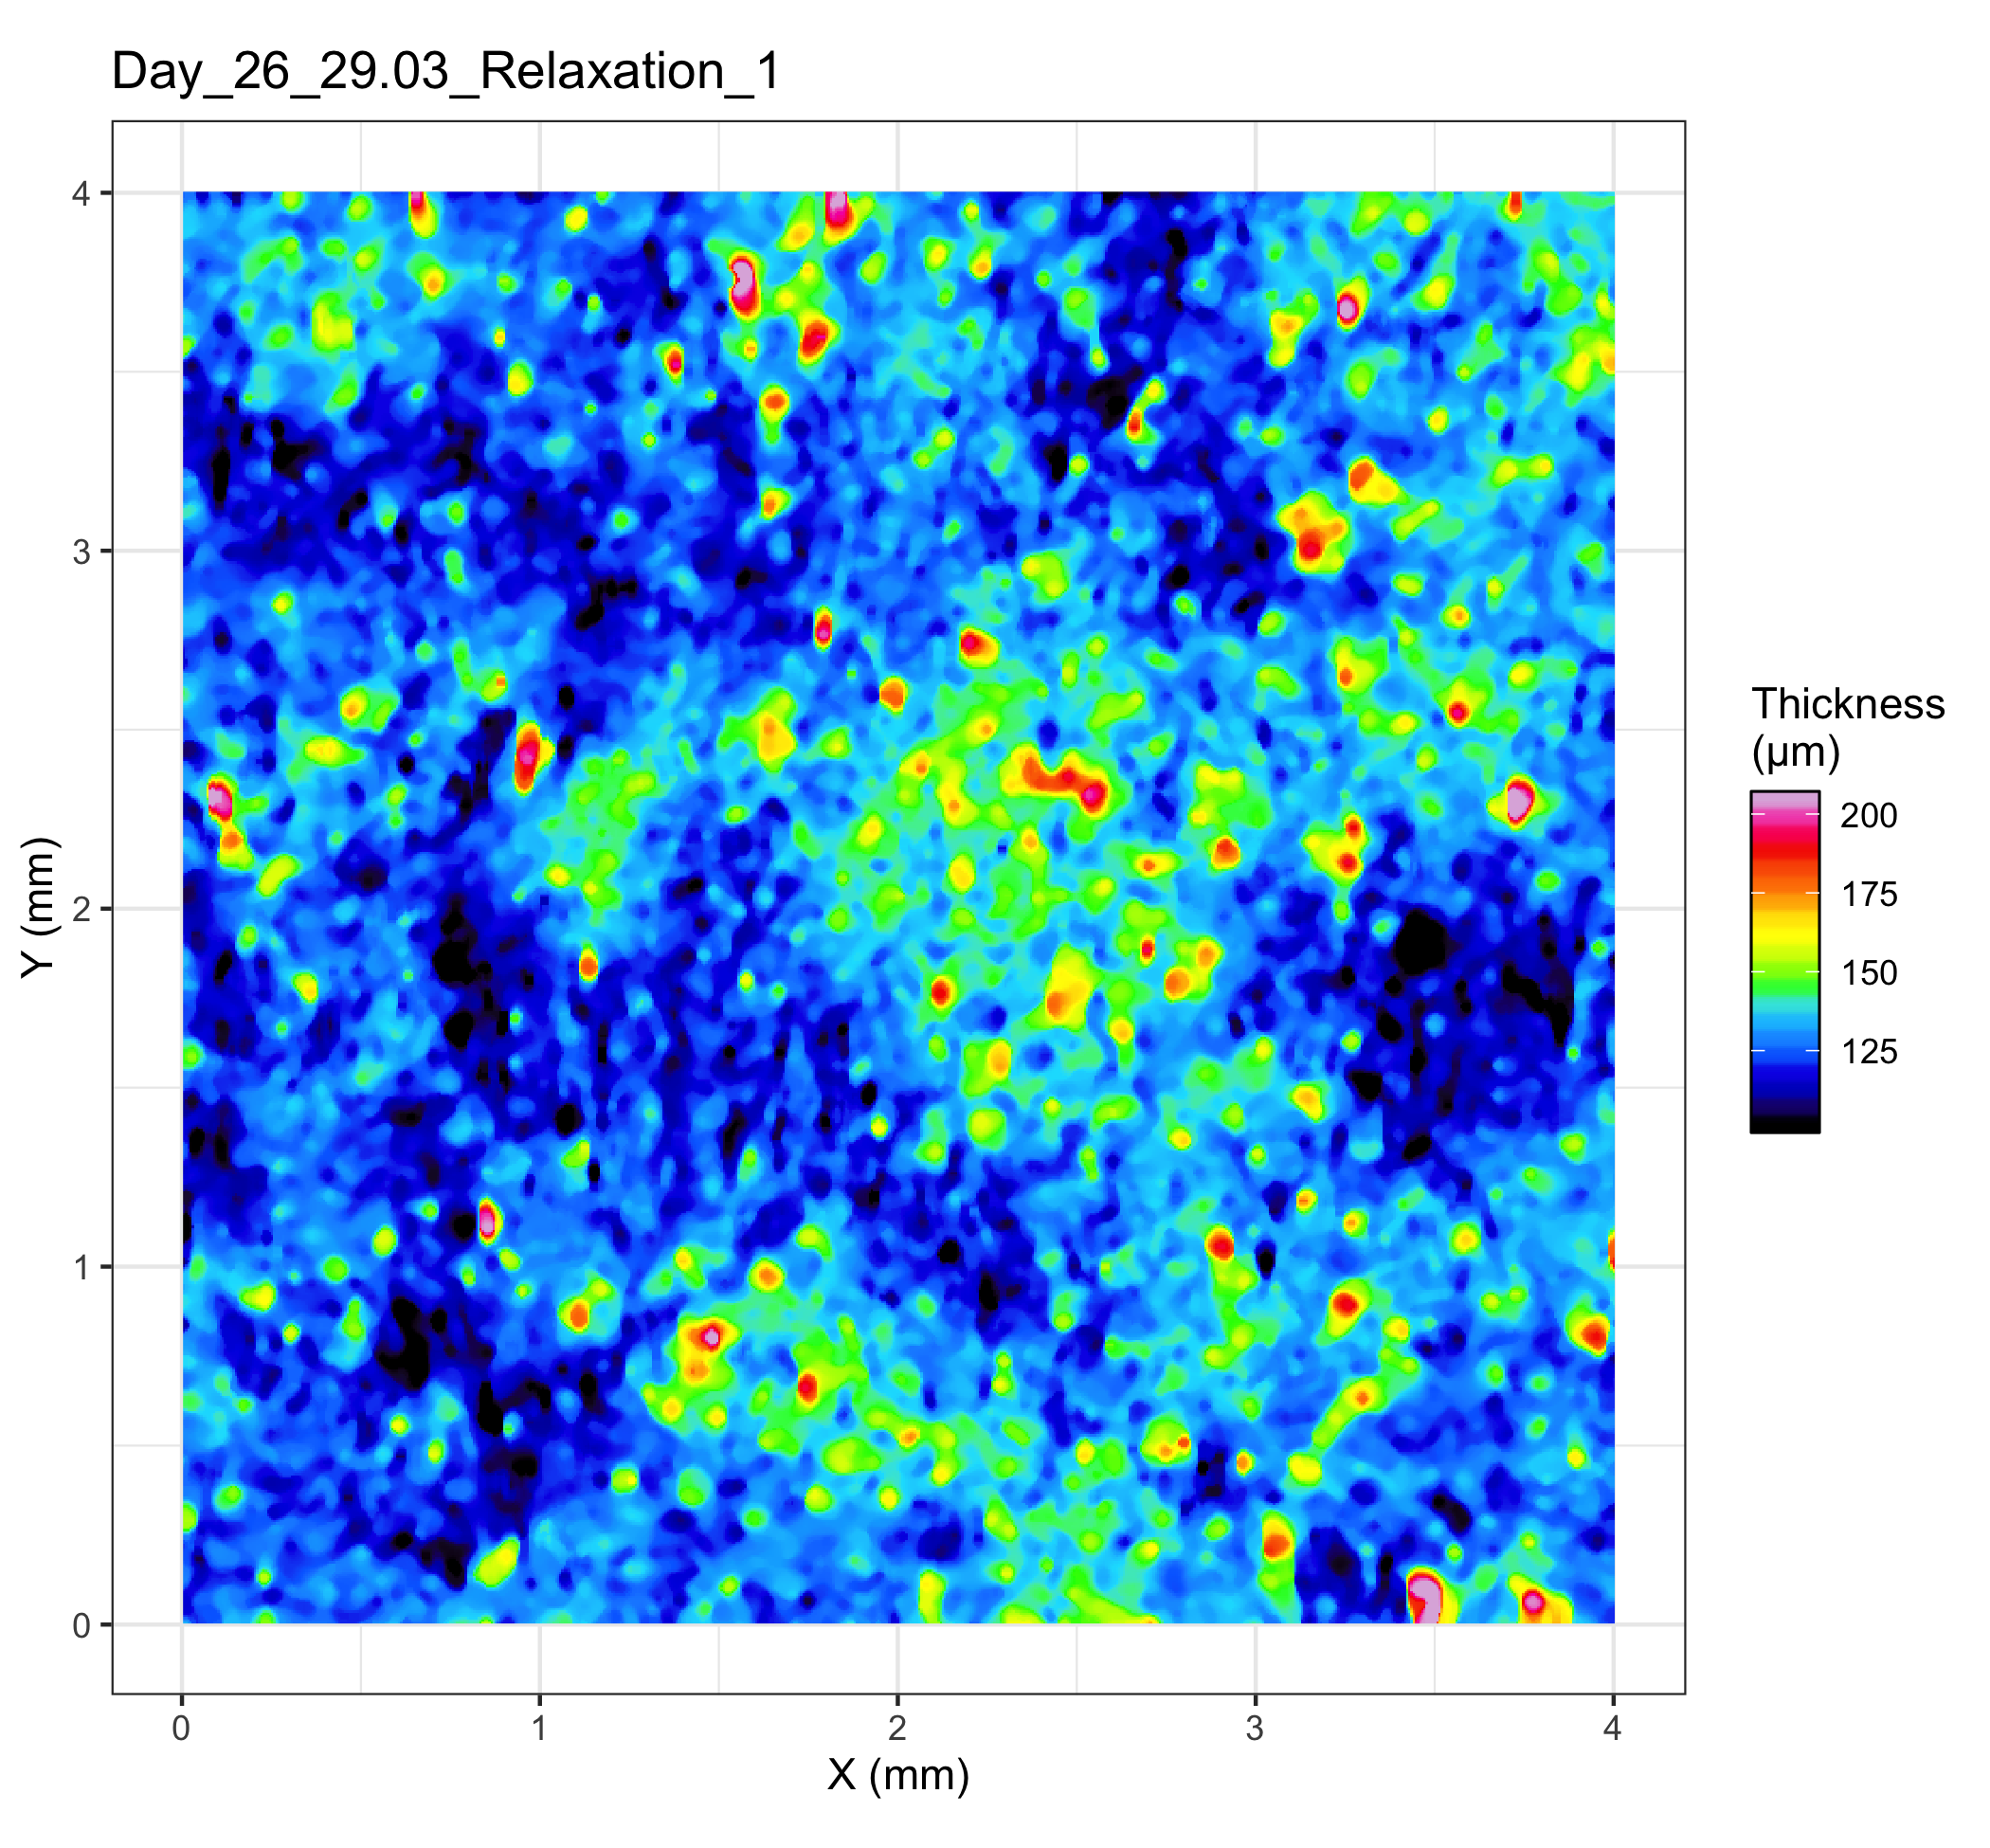 Day_26_29.03_Relaxation_1
4
3
2
1
0
Y (mm)
0 1 2 3 4
X (mm)
Thickness
(μm)
200
175
150
125